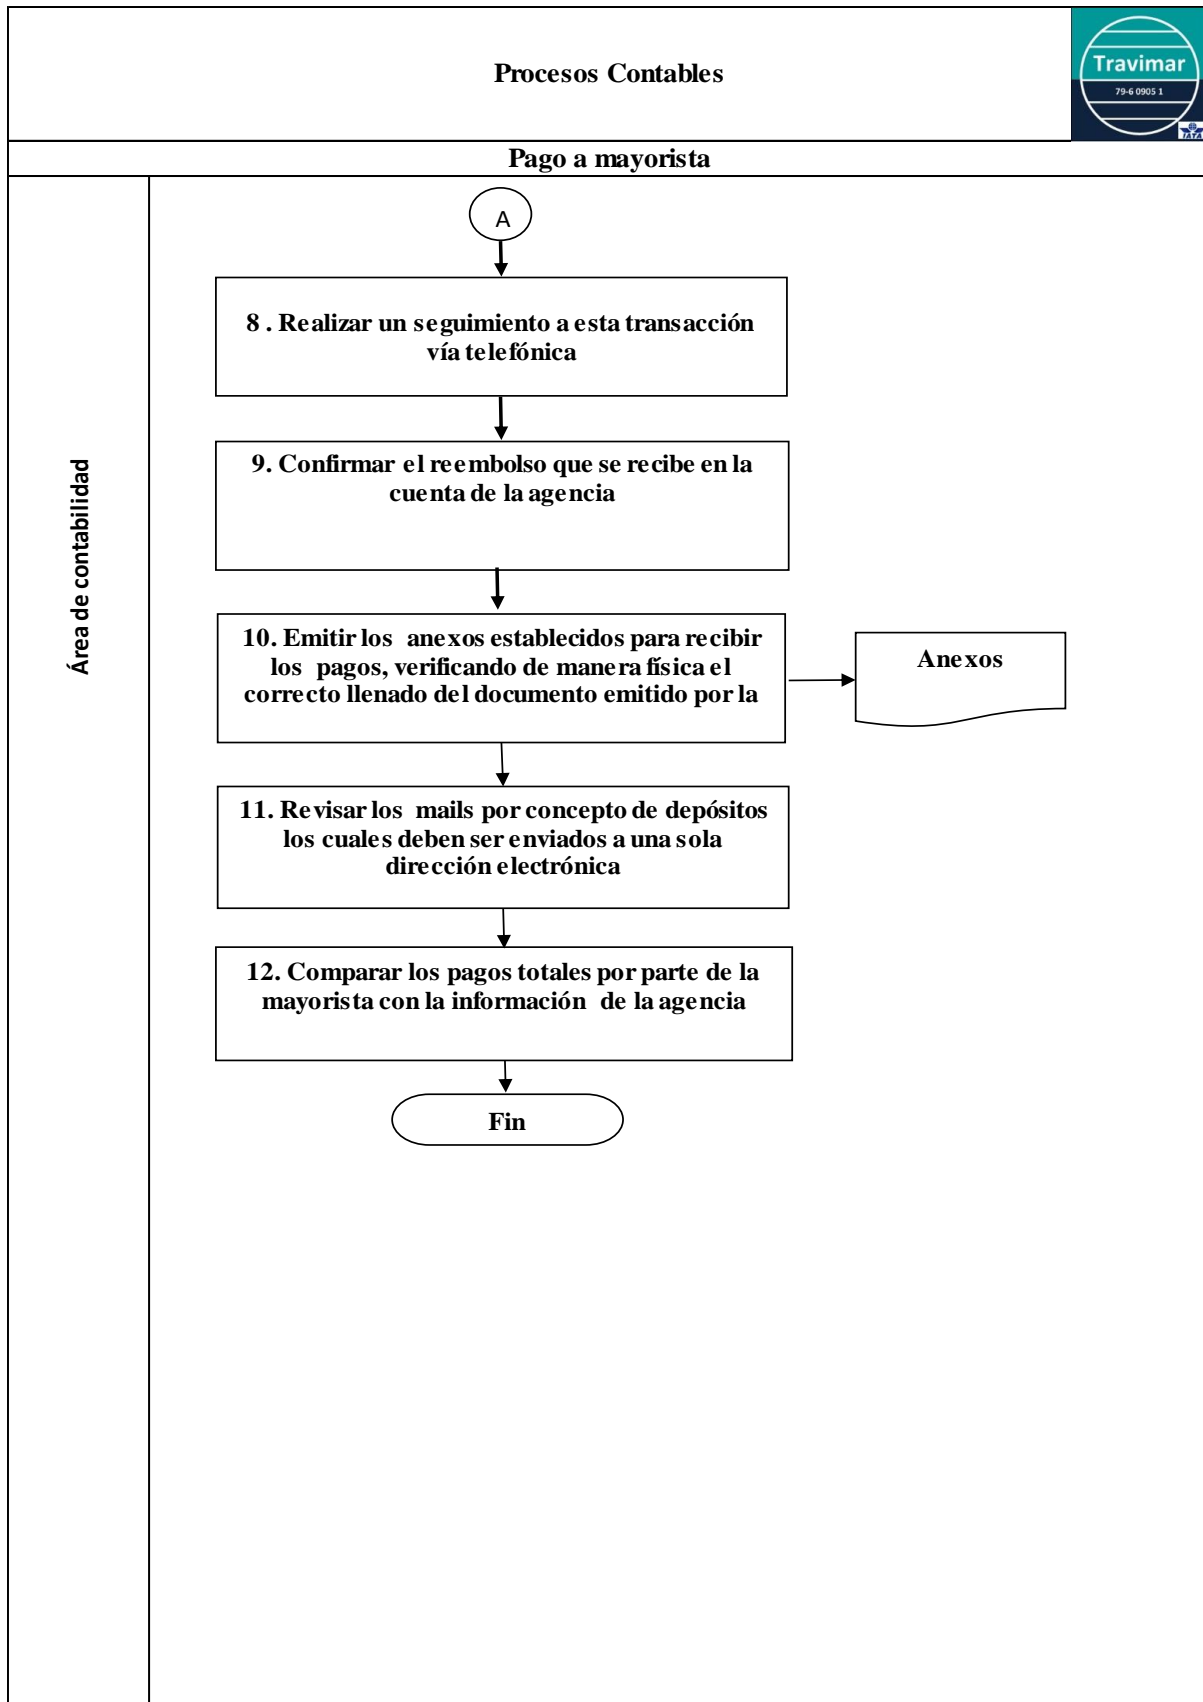 Procesos Contables
Travimar
79-6 0905 1
IATA
Pago a mayorista
Área de contabilidad
A
8 . Realizar un seguimiento a esta transacción
vía telefónica
9. Confirmar el reembolso que se recibe en la
cuenta de la agencia
10. Emitir los anexos establecidos para recibir
los pagos, verificando de manera física el
correcto llenado del documento emitido por la
Anexos
11. Revisar los mails por concepto de depósitos
los cuales deben ser enviados a una sola
dirección electrónica
12. Comparar los pagos totales por parte de la
mayorista con la información de la agencia
Fin